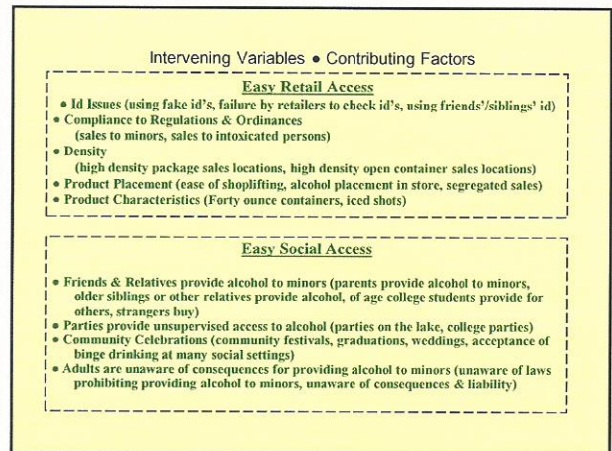 Intervening Variables ● Contributing Factors
Easy Retail Access
● Id Issues (using fake id's, failure by retailers to check id's, using friends'/siblings' id)
● Compliance to Regulations & Ordinances
(sales to minors, sales to intoxicated persons)
● Density
(high density package sales locations, high density open container sales locations)
● Product Placement (ease of shoplifting, alcohol placement in store, segregated sales)
● Product Characteristics (Forty ounce containers, iced shots)
Easy Social Access
● Friends & Relatives provide alcohol to minors (parents provide alcohol to minors,
older siblings or other relatives provide alcohol, of age college students provide for
others, strangers buy)
● Parties provide unsupervised access to alcohol (parties on the lake, college parties)
● Community Celebrations (community festivals, graduations, weddings, acceptance of
binge drinking at many social settings)
● Adults are unaware of consequences for providing alcohol to minors (unaware of laws
prohibiting providing alcohol to minors, unaware of consequences & liability)